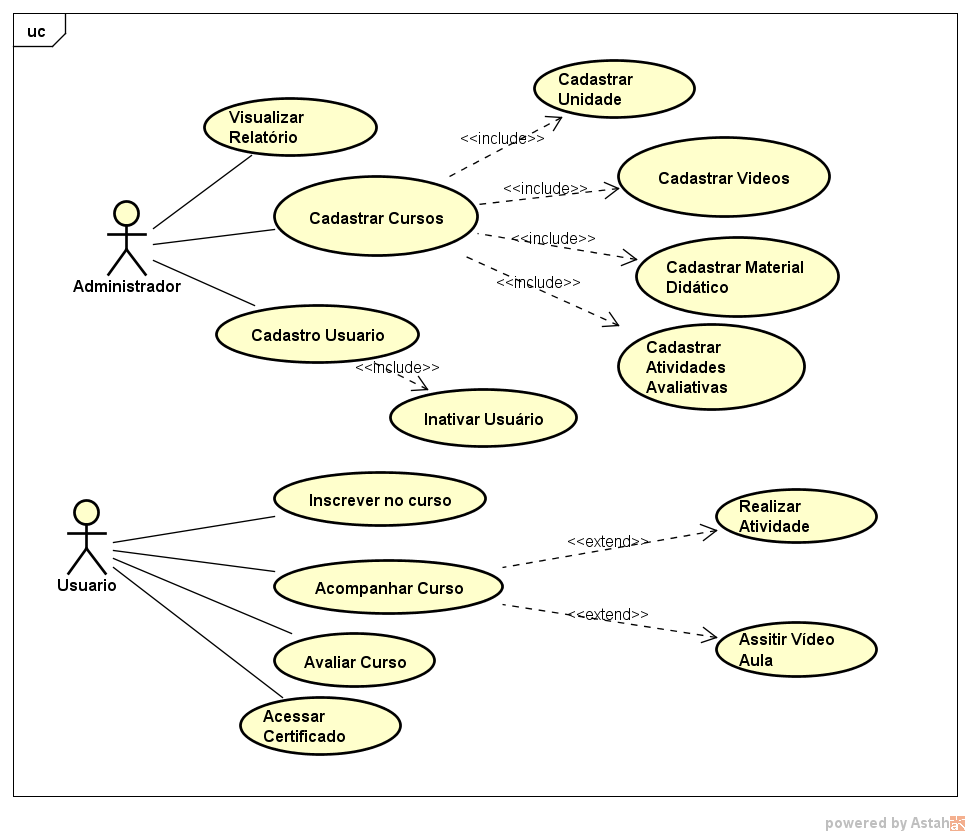 uc
Cadastrar
Unidade
Visualizar
Relatório
<<include>>
Cadastrar Videos
<<include>>
Cadastrar Cursos
<<include>>
Cadastrar Material
Didático
<<include>>
Administrador
Cadastro Usuario
Cadastrar
Atividades
Avaliativas
<<include>>
Inativar Usuário
Inscrever no curso
Realizar
Atividade
<<extend>>
Usuario
Acompanhar Curso
<<extend>>
Assitir Vídeo
Aula
Avaliar Curso
Acessar
Certificado
powered by Astah